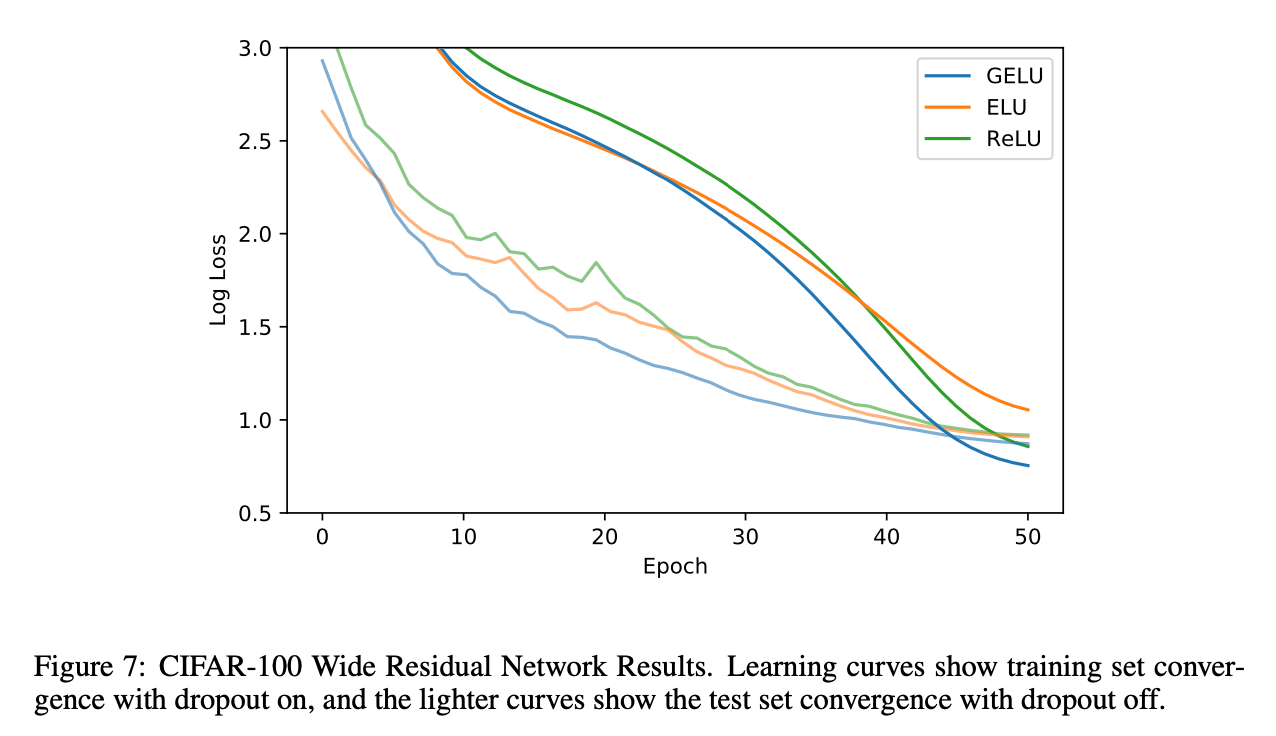 3.0
2.5
2.0
1.5
1.0
0.5
Log Loss
GELU
ELU
ReLU
0 10 20 30 40 50
Epoch
Figure 7: CIFAR-100 Wide Residual Network Results. Learning curves show training set conver-
gence with dropout on, and the lighter curves show the test set convergence with dropout off.